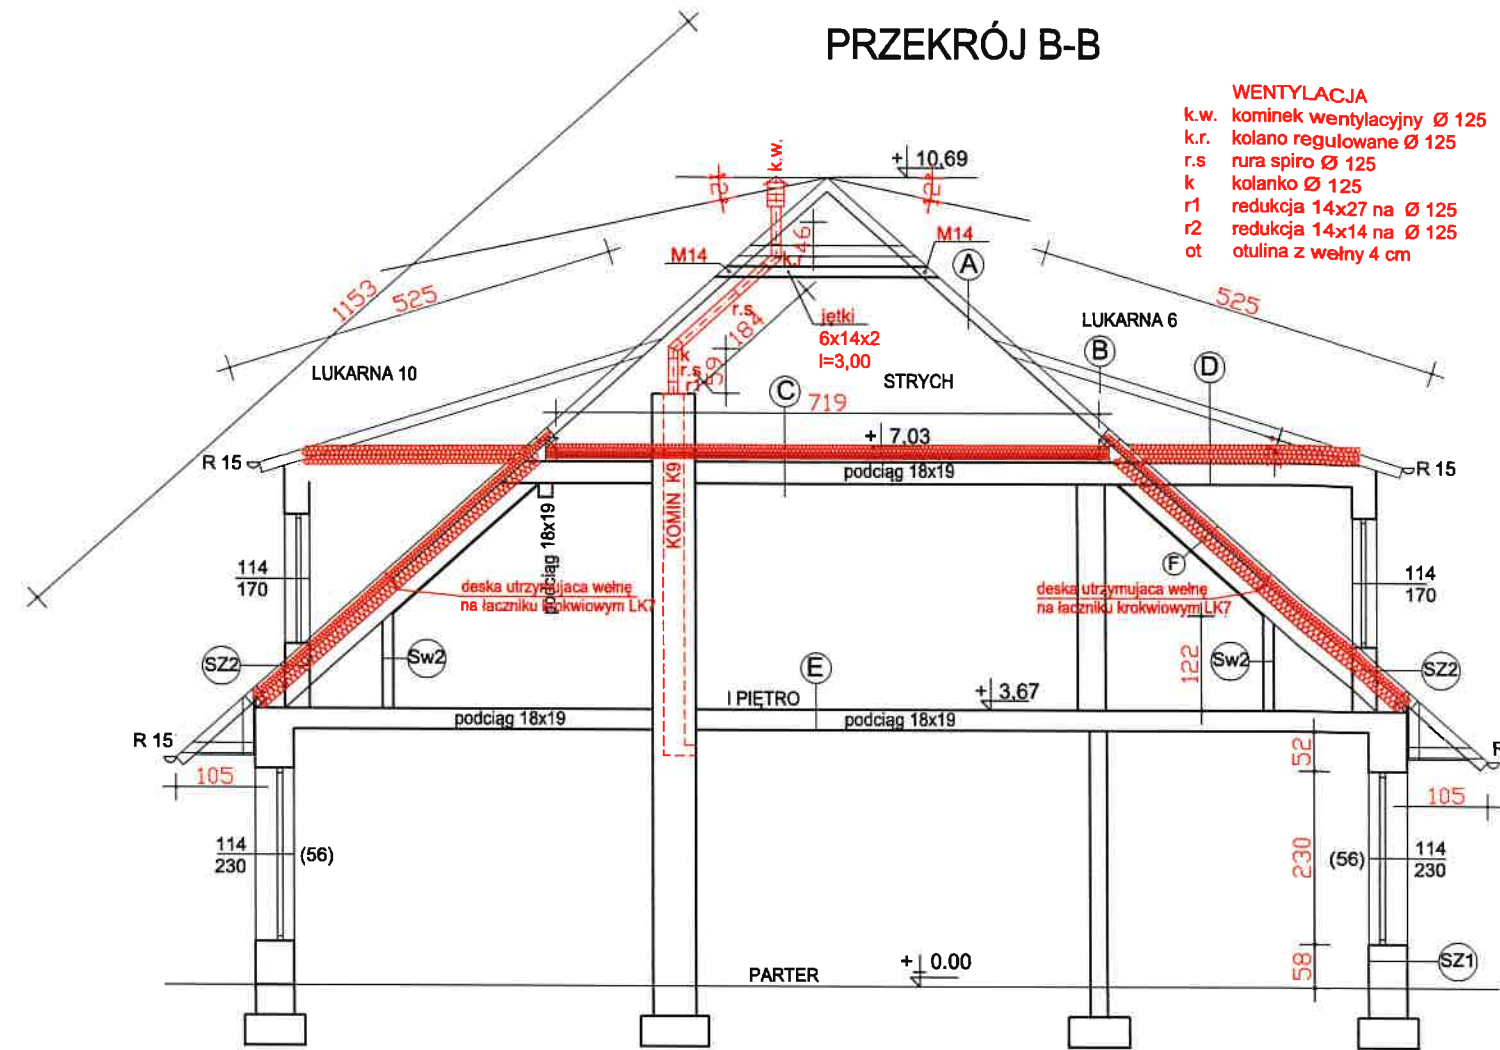 PRZEKRÓJ B-B
WENTYLACJA
k.w. kominek wentylacyjny Ø 125
k.r. kolano regulowane Ø 125
r.s rura spiro Ø 125
k kolanko Ø 125
r1 redukcja 14x27 na Ø 125
r2 redukcja 14x14 na Ø 125
ot otulina z wełny 4 cm
k.w.
+ 10,69
12
12
46
M14
M14
k.r
A
1153
525
525
r.s
184
jętki
6x14x2
l=3,00
LUKARNA 6
LUKARNA 10
k
r.s
59
B
D
C
STRYCH
719
+ 7,03
R 15
R 15
podciąg 18x19
KOMIN K9
podciąg 18x19
F
114
170
114
170
deska utrzymujaca wełnę
na łaczniku krokwiowym LK7
deska utrzymujaca wełnę
na łaczniku krokwiowym LK7
122
SZ2
Sw2
E
Sw2
SZ2
I PIĘTRO
+ 3,67
podciąg 18x19
podciąg 18x19
R 15
R
52
105
105
114
230
(56)
230
(56)
114
230
58
SZ1
PARTER
+ 0.00